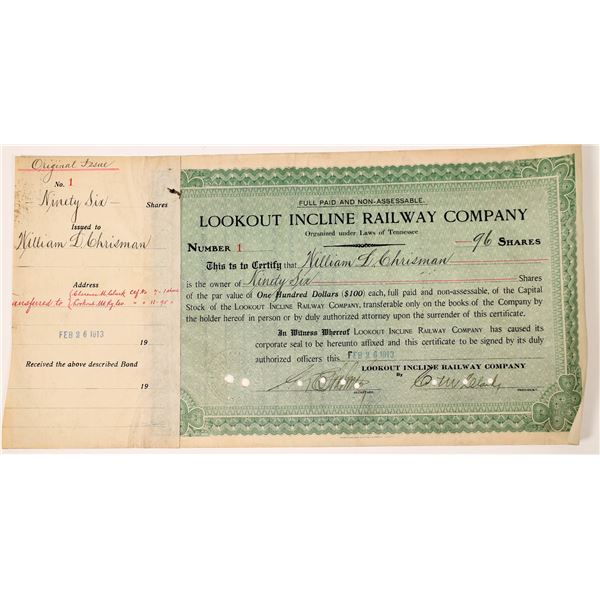 Original Issue
No. 1
Ninety Six — Shares
Issued to
William D. Chrisman
Address
Clarence
Transferred to
FEB 26 1913
19
Received the above described Bond
19
FULL PAID AND NON-ASSESSABLE.
LOOKOUT INCLINE RAILWAY COMPANY
Organized under Laws of Tennessee
NUMBER 1 —96 SHARES
This is to Certify that William D. Chrisman
is the owner of Ninety Six Shares
of the par value of One Hundred Dollars ($100) each, full paid and non-assessable, of the Capital
Stock of the LOOKOUT INCLINE RAILWAY COMPANY, transferable only on the books of the Company by
the holder hereof in person or by duly authorized attorney upon the surrender of this certificate.
In Witness Whereof LOOKOUT INCLINE RAILWAY COMPANY has caused its
corporate seal to be hereunto affixed and this certificate to be signed by its duly
authorized officers this FEB 26 1913
LOOKOUT INCLINE RAILWAY COMPANY
By
SECRETARY. PRESIDENT.